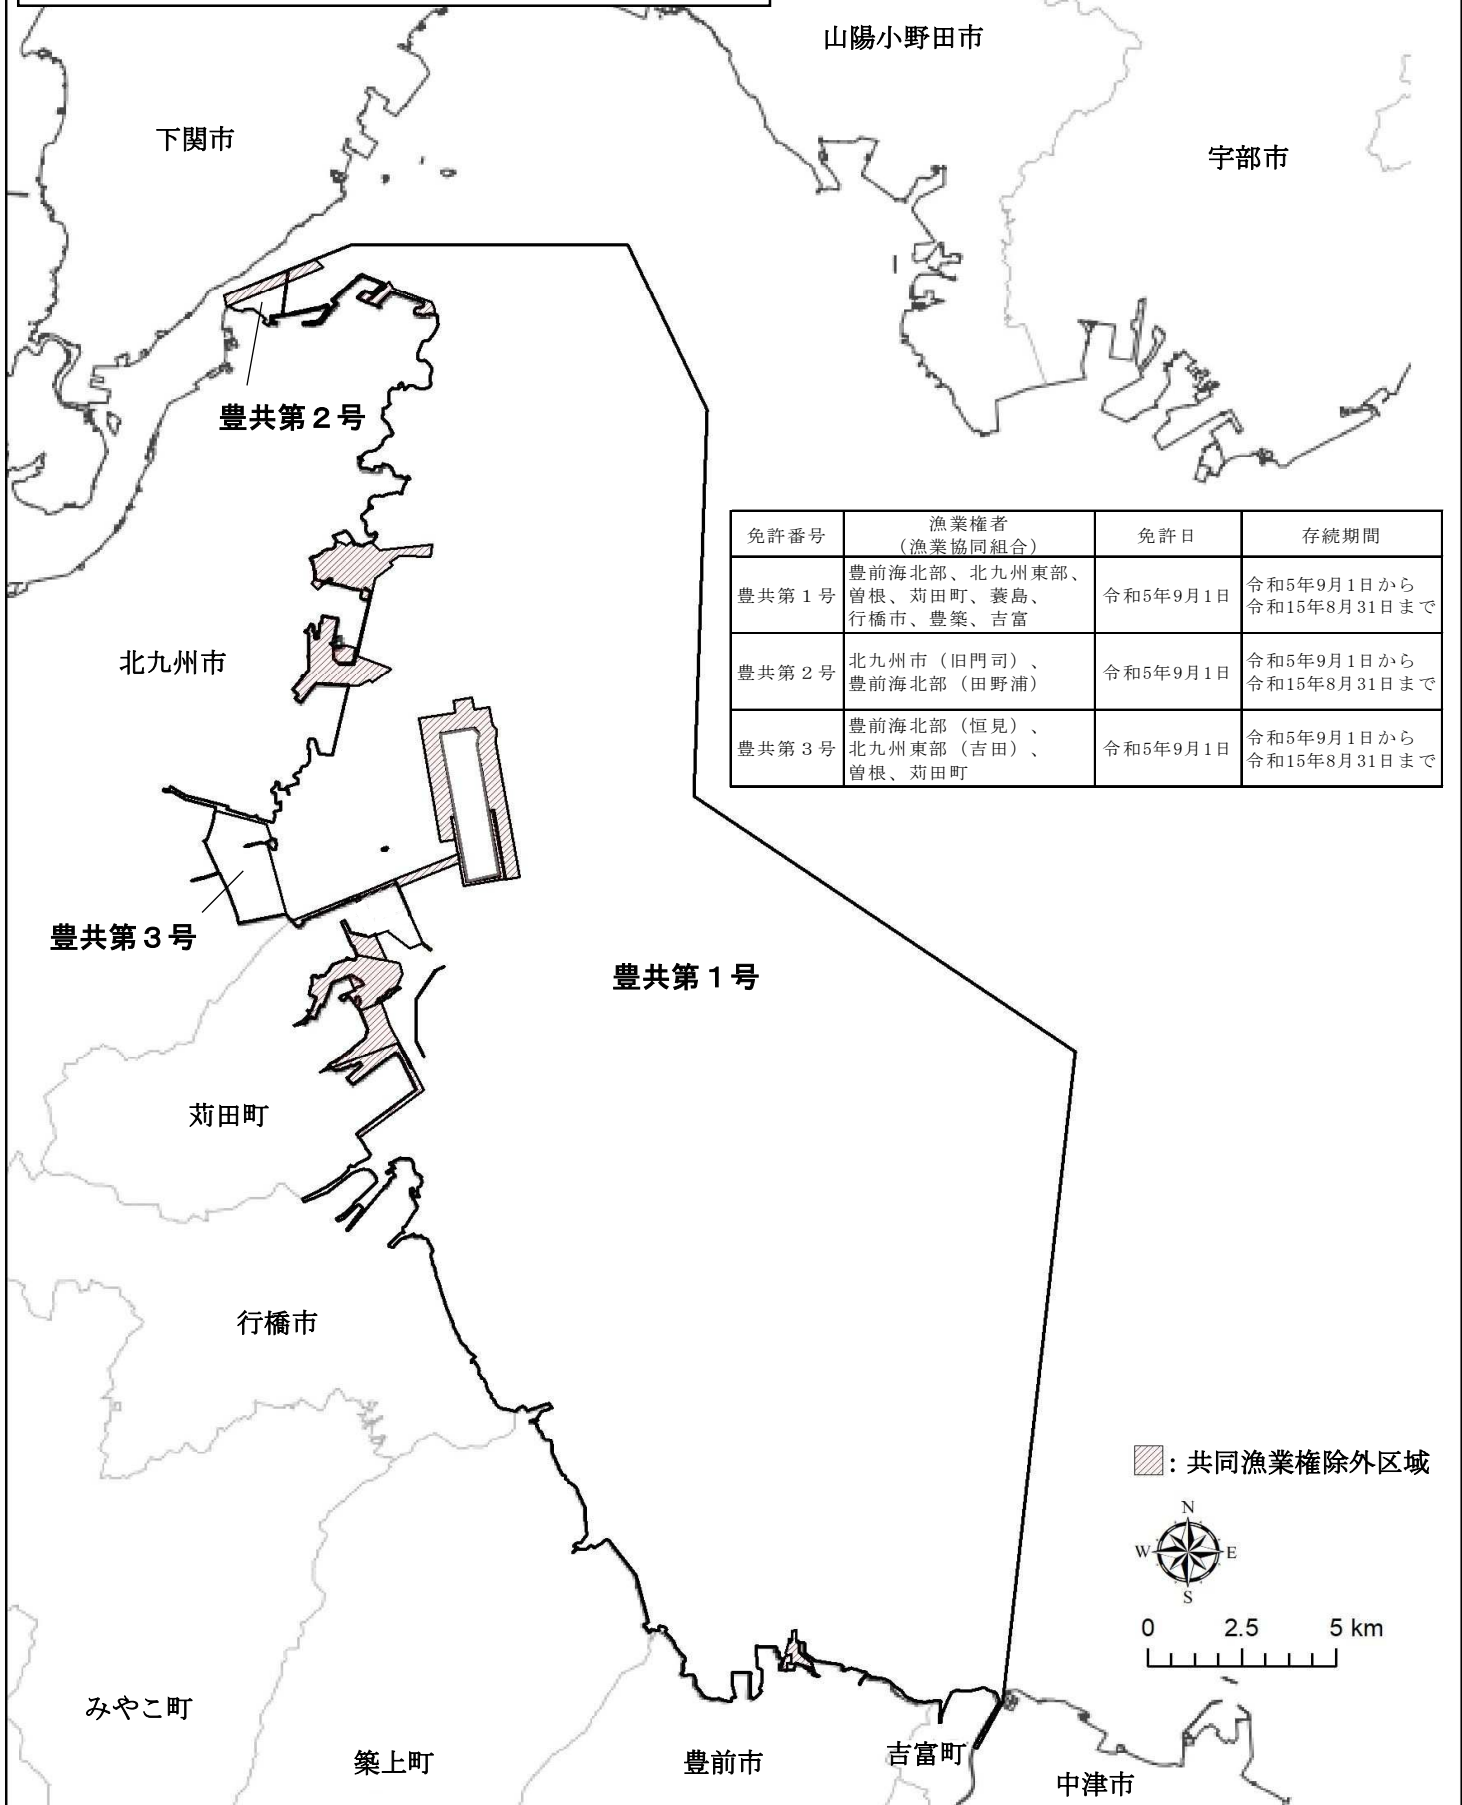 山陽小野田市
下関市
宇部市
豊共第２号
免許番号
漁業権者
（漁業協同組合）
免許日
存続期間
豊共第１号
豊前海北部、北九州東部、
曽根、苅田町、蓑島、
行橋市、豊築、吉富
令和5年9月1日
令和5年9月1日から
令和15年8月31日まで
豊共第２号
北九州市（旧門司）、
豊前海北部（田野浦）
令和5年9月1日
令和5年9月1日から
令和15年8月31日まで
豊共第３号
豊前海北部（恒見）、
北九州東部（吉田）、
曽根、苅田町
令和5年9月1日
令和5年9月1日から
令和15年8月31日まで
北九州市
豊共第３号
豊共第１号
苅田町
行橋市
：共同漁業権除外区域
N
W
E
S
0 2.5 5 km
みやこ町
築上町
豊前市
吉富町
中津市